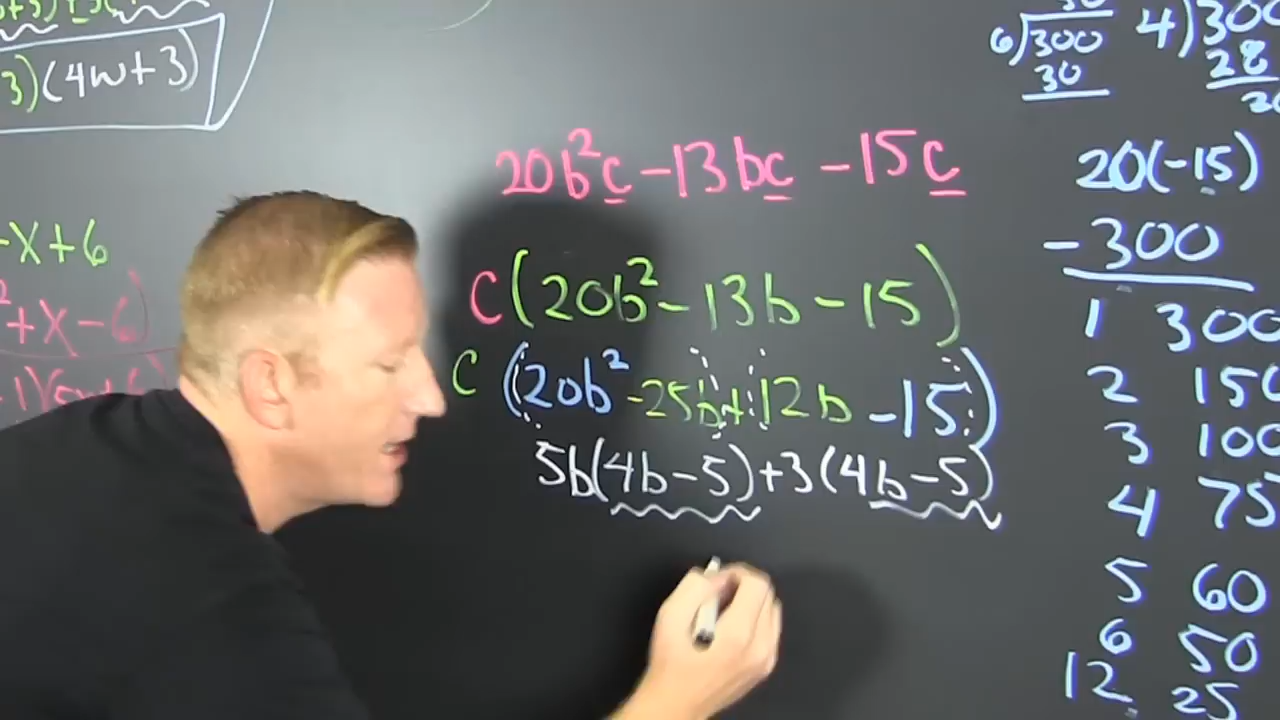 3)(4w+3)
-x+6
²+x-6)
20b²c-13bc-15c
C(20b²-13b-15)
C(20b²-25b+12b-15)
5b(4b-5)+3(4b-5)
6)300
30
4)300
28
20(-15)
-300
1 300
2 150
3 100
4 75
5 60
6 50
12 25